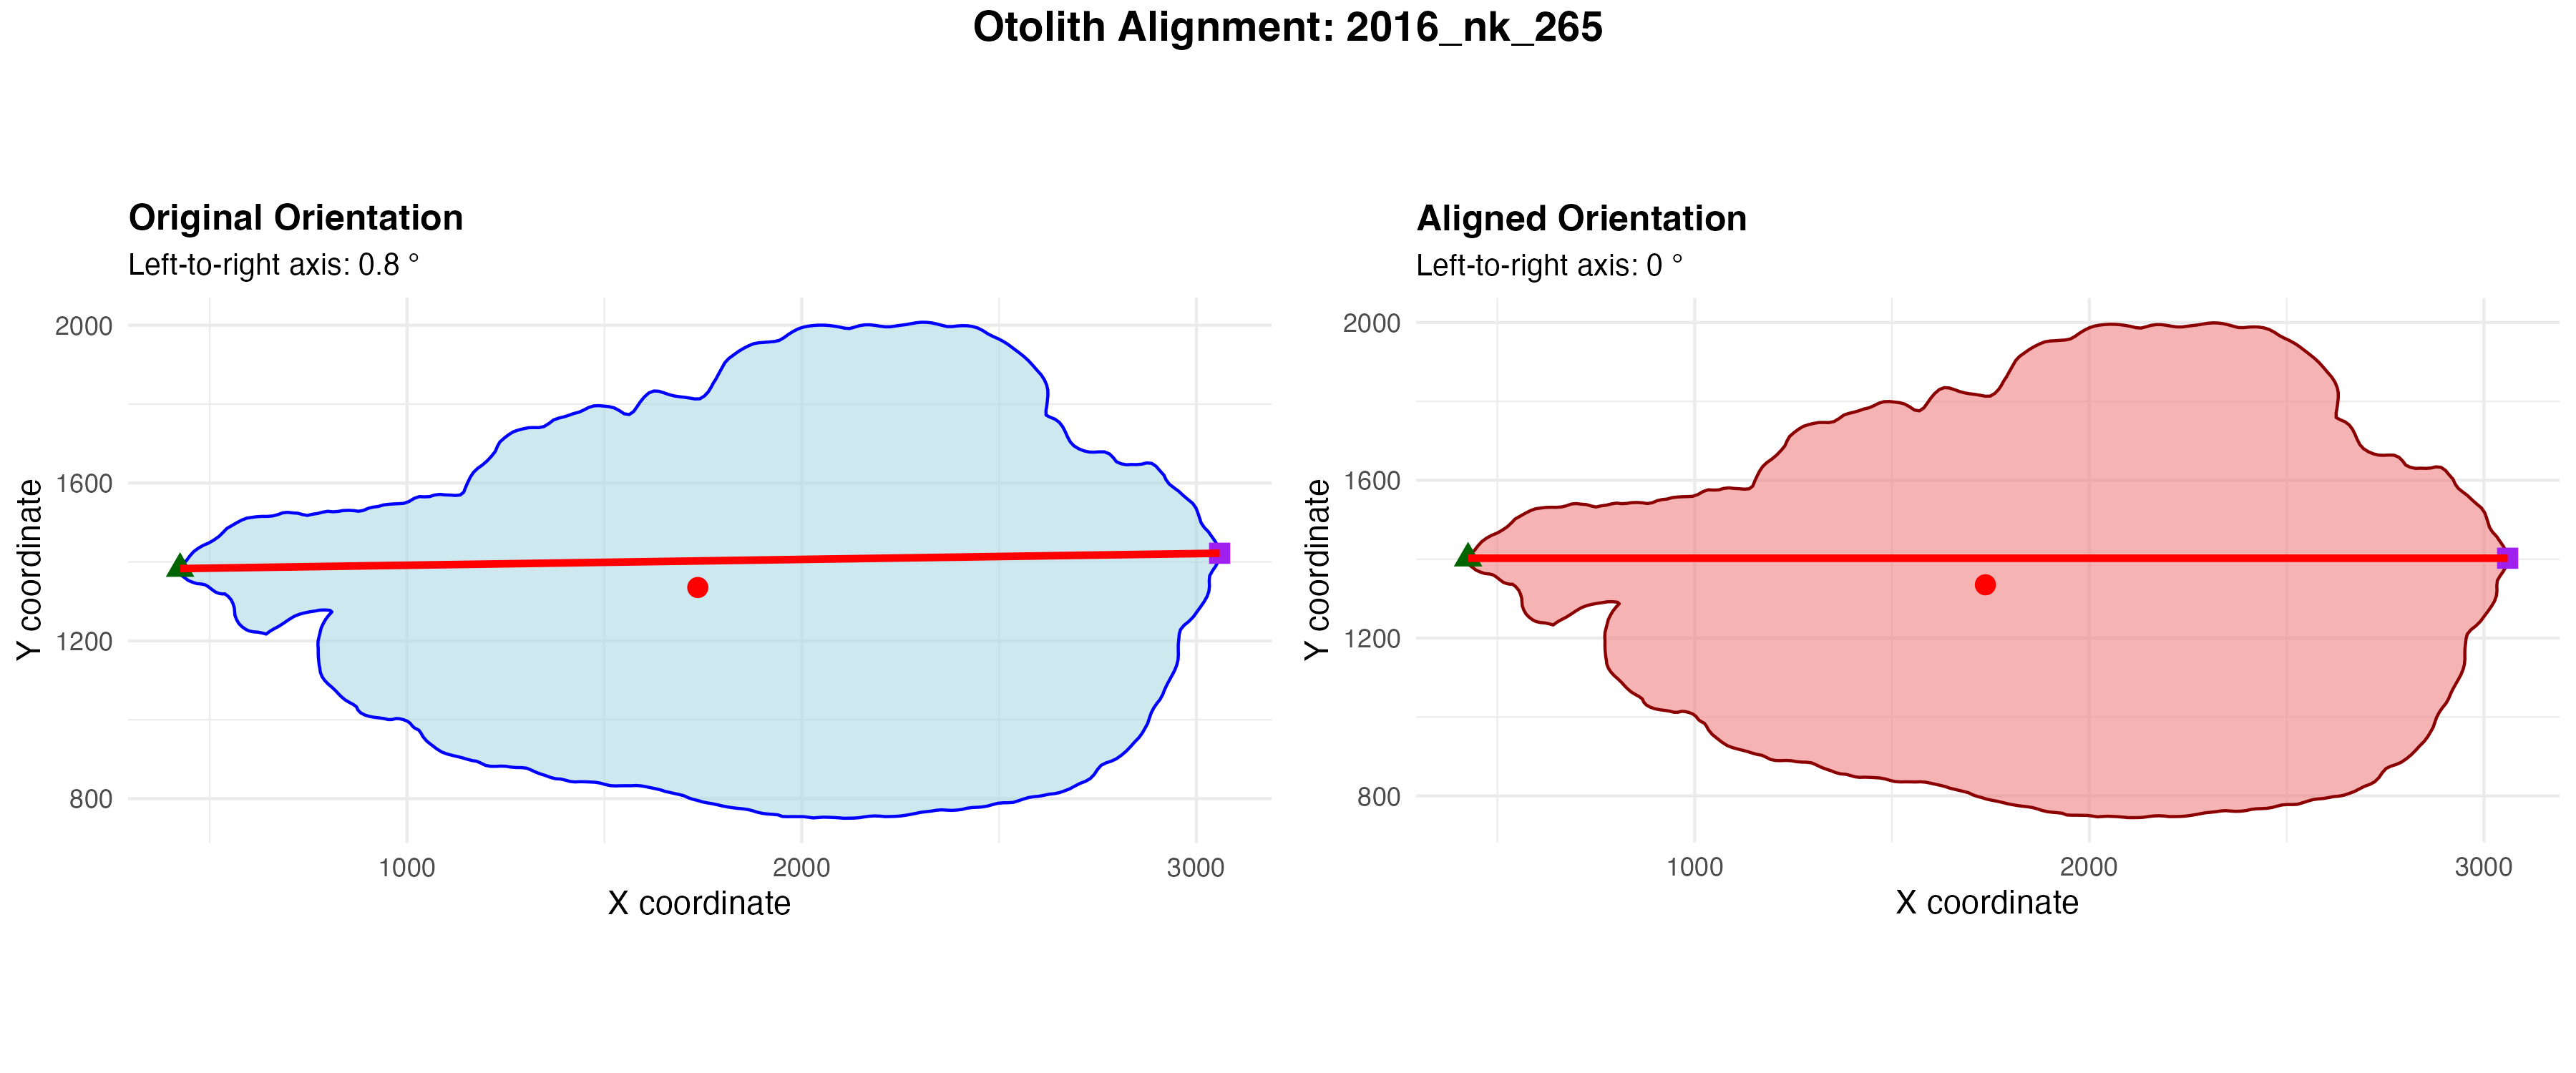 Otolith Alignment: 2016_nk_265
Original Orientation
Left-to-right axis: 0.8 °
2000
1600
1200
800
Y coordinate
1000
2000
3000
X coordinate
Aligned Orientation
Left-to-right axis: 0 °
2000
1600
1200
800
Y coordinate
1000
2000
3000
X coordinate